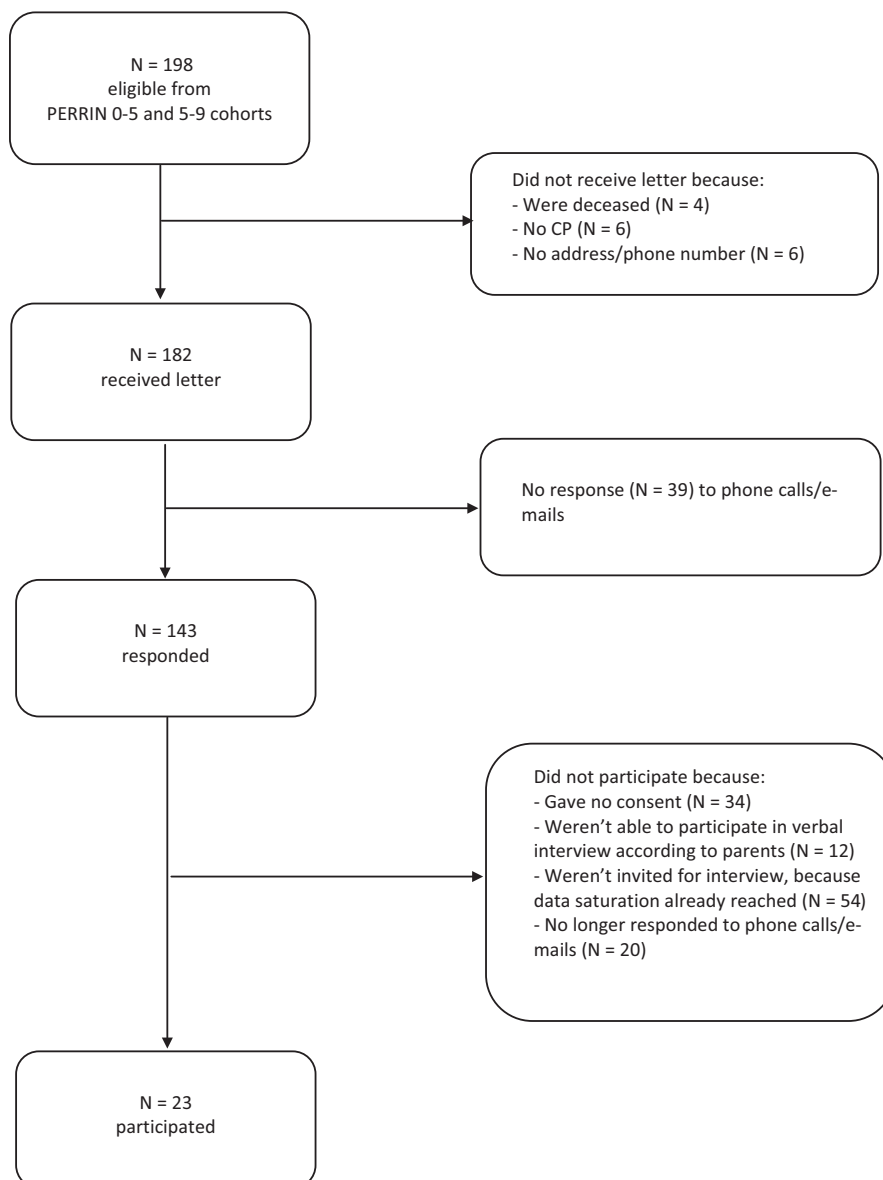 N = 198
eligible from
PERRIN 0-5 and 5-9 cohorts
Did not receive letter because:
- Were deceased (N = 4)
- No CP (N = 6)
- No address/phone number (N = 6)
N = 182
received letter
No response (N = 39) to phone calls/e-
mails
N = 143
responded
Did not participate because:
- Gave no consent (N = 34)
- Weren’t able to participate in verbal
interview according to parents (N = 12)
- Weren’t invited for interview, because
data saturation already reached (N = 54)
- No longer responded to phone calls/e-
mails (N = 20)
N = 23
participated